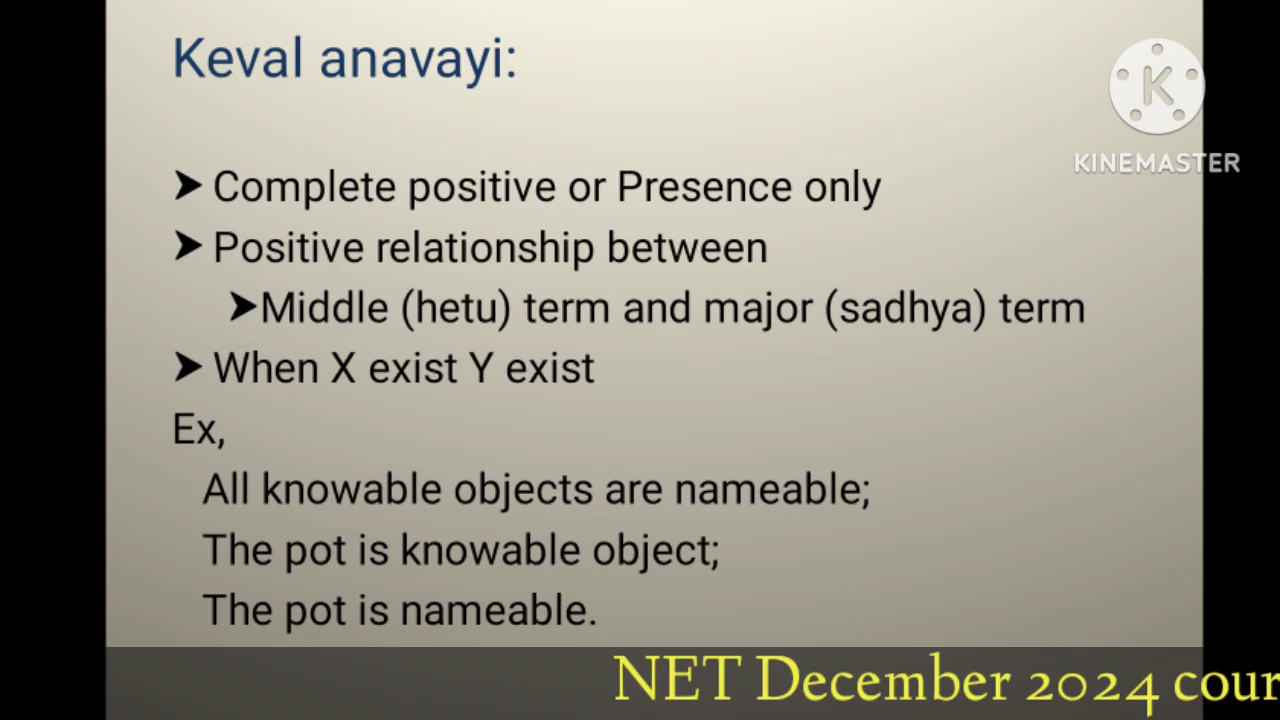 Keval anavayi:
KINEMASTER
➤ Complete positive or Presence only
➤ Positive relationship between
➤Middle (hetu) term and major (sadhya) term
➤ When X exist Y exist
Ex,
All knowable objects are nameable;
The pot is knowable object;
The pot is nameable.
NET December 2024 cour